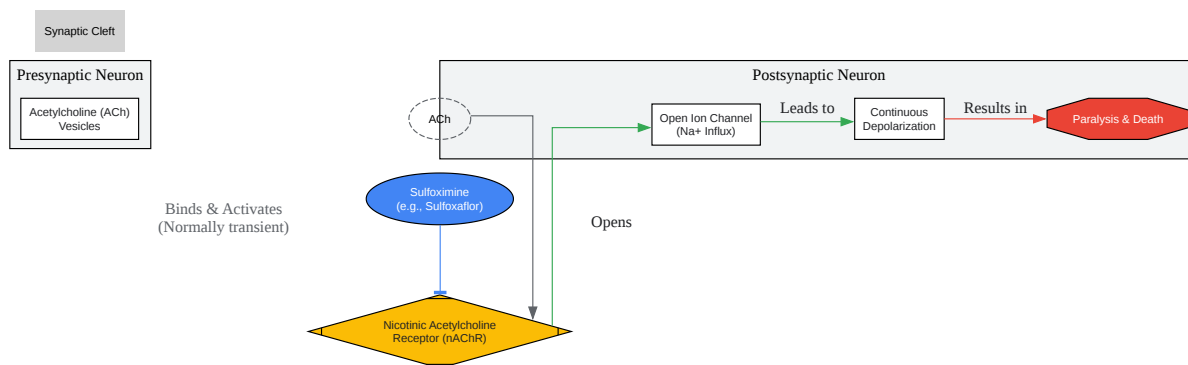 Synaptic Cleft
Presynaptic Neuron
Acetylcholine (ACh)
Vesicles
Postsynaptic Neuron
ACh
Open Ion Channel
(Na+ Influx)
Leads to
Continuous
Depolarization
Results in
Paralysis & Death
Sulfoximine
(e.g., Sulfoxaflor)
Binds & Activates
(Normally transient)
Opens
Nicotinic Acetylcholine
Receptor (nAChR)